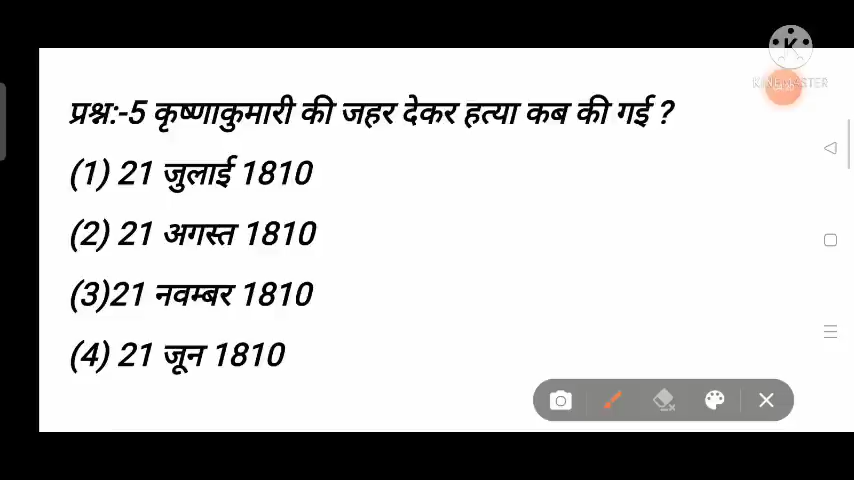 प्रश्न:-5 कृष्णाकुमारी की जहर देकर हत्या कब की गई ?
(1) 21 जुलाई 1810
(2) 21 अगस्त 1810
(3)21 नवम्बर 1810
(4) 21 जून 1810
KINEMASTER